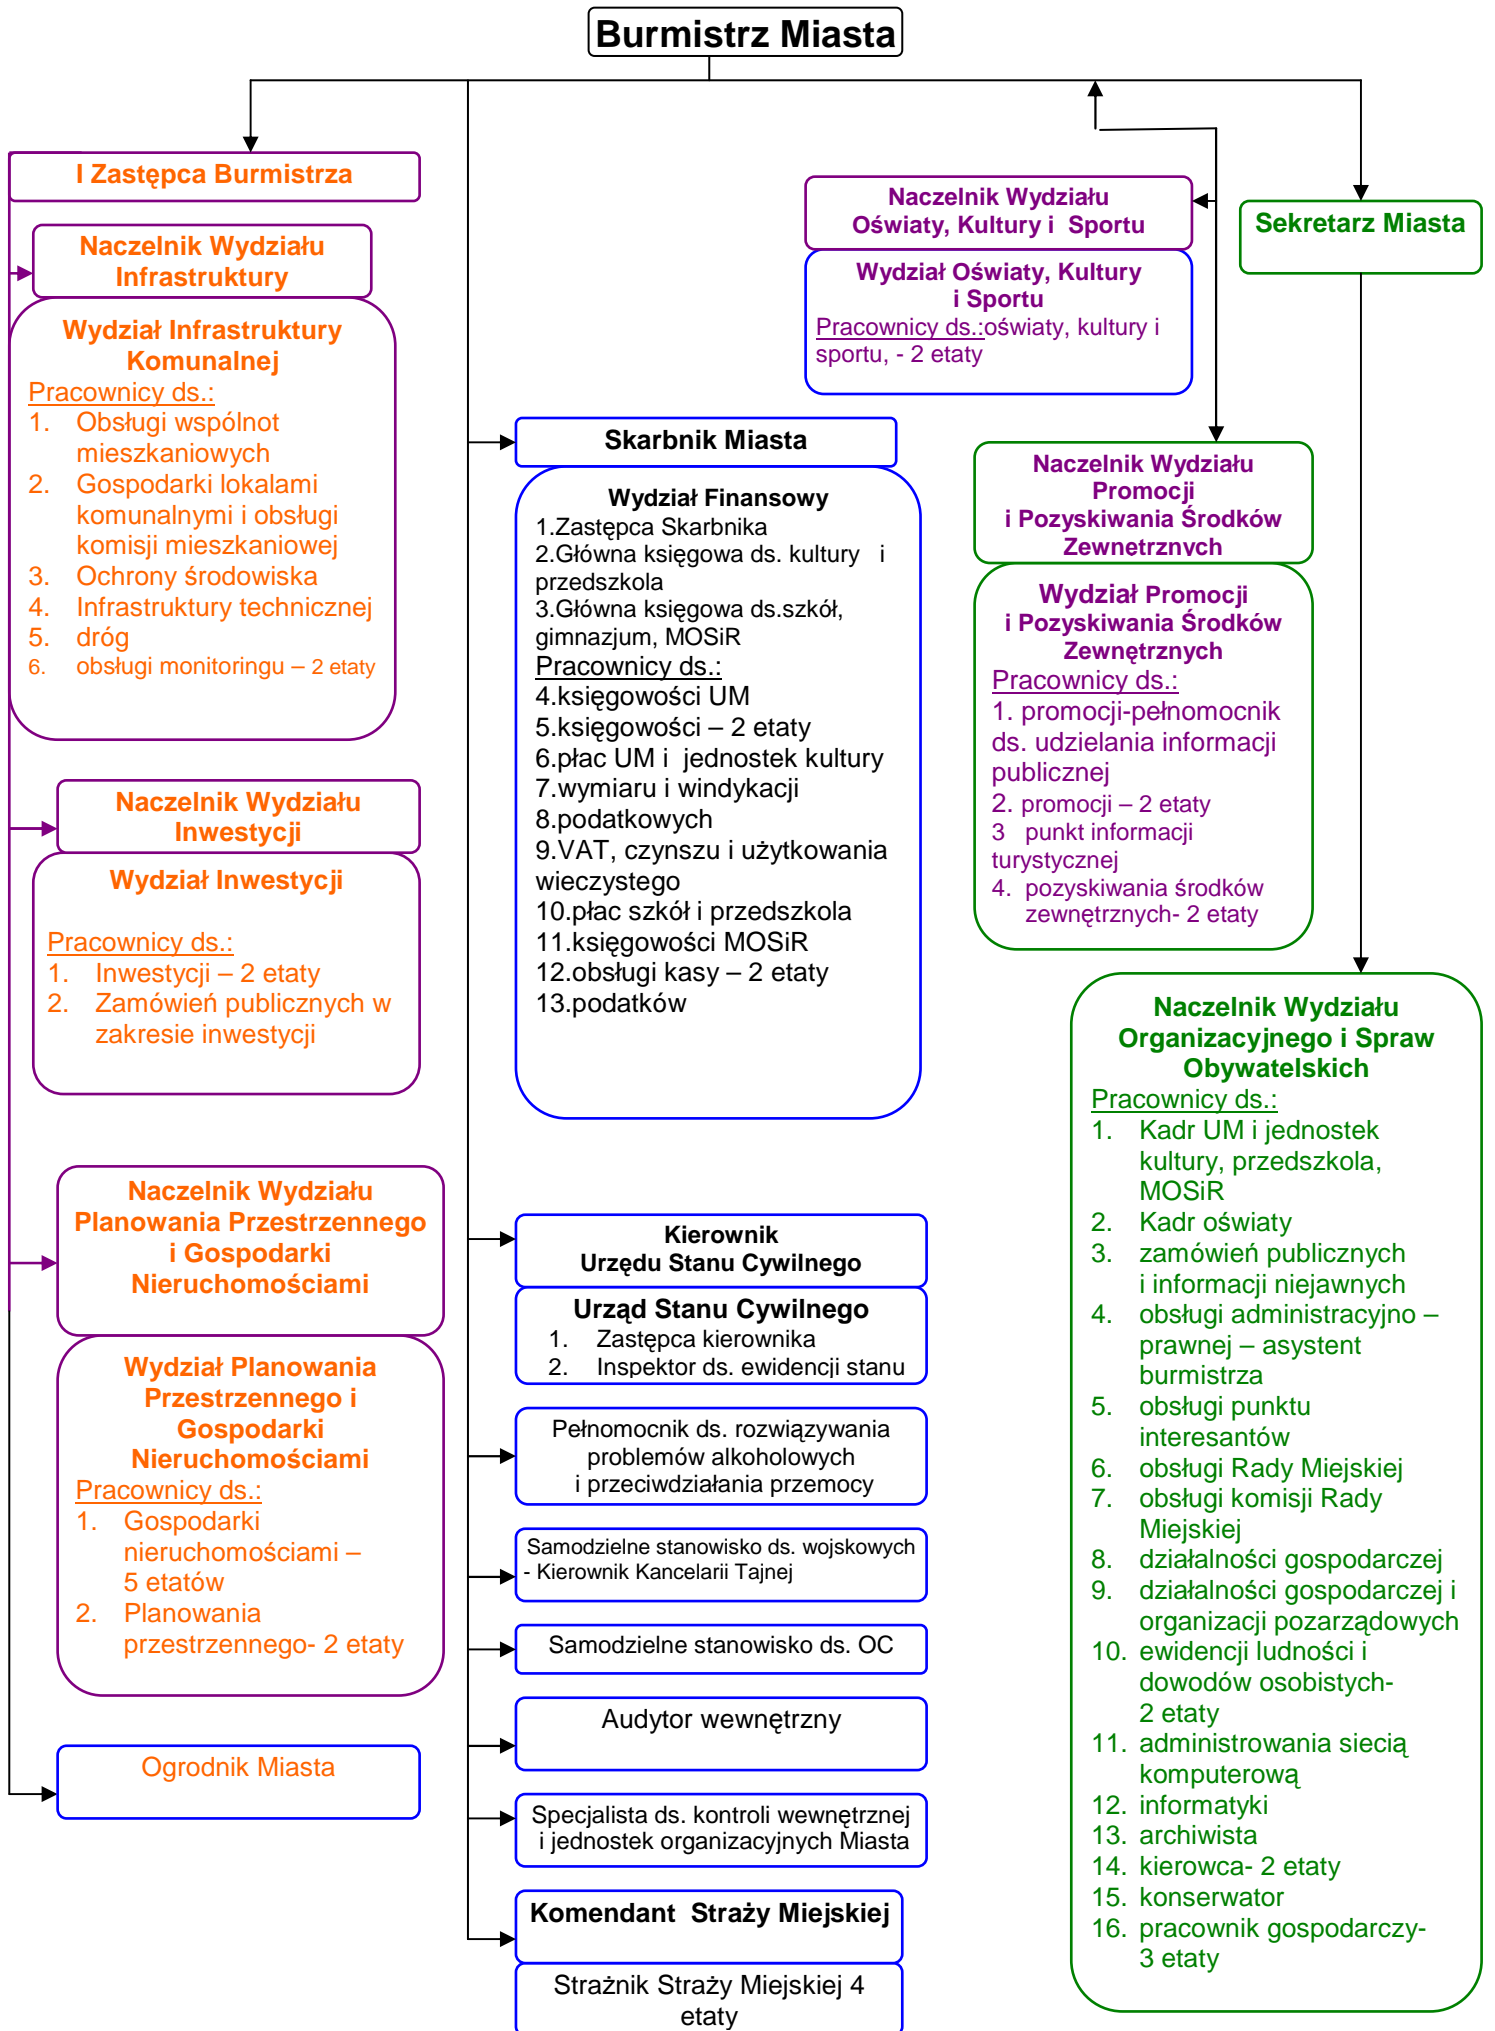 Burmistrz Miasta
I Zastępca Burmistrza
Naczelnik Wydziału
Infrastruktury
Wydział Infrastruktury
Komunalnej
Pracownicy ds.:
1. Obsługi wspólnot
mieszkaniowych
2. Gospodarki lokalami
komunalnymi i obsługi
komisji mieszkaniowej
3. Ochrony środowiska
4. Infrastruktury technicznej
5. dróg
6. obsługi monitoringu – 2 etaty
Naczelnik Wydziału
Inwestycji
Wydział Inwestycji
Pracownicy ds.:
1. Inwestycji – 2 etaty
2. Zamówień publicznych w
zakresie inwestycji
Naczelnik Wydziału
Planowania Przestrzennego
i Gospodarki
Nieruchomościami
Wydział Planowania
Przestrzennego i
Gospodarki
Nieruchomościami
Pracownicy ds.:
1. Gospodarki
nieruchomościami –
5 etatów
2. Planowania
przestrzennego- 2 etaty
Ogrodnik Miasta
Skarbnik Miasta
Wydział Finansowy
1.Zastępca Skarbnika
2.Główna księgowa ds. kultury i
przedszkola
3.Główna księgowa ds.szkół,
gimnazjum, MOSiR
Pracownicy ds.:
4.księgowości UM
5.księgowości – 2 etaty
6.płac UM i jednostek kultury
7.wymiaru i windykacji
8.podatkowych
9.VAT, czynszu i użytkowania
wieczystego
10.płac szkół i przedszkola
11.księgowości MOSiR
12.obsługi kasy – 2 etaty
13.podatków
Kierownik
Urzędu Stanu Cywilnego
Urząd Stanu Cywilnego
1. Zastępca kierownika
2. Inspektor ds. ewidencji stanu
Pełnomocnik ds. rozwiązywania
problemów alkoholowych
i przeciwdziałania przemocy
Samodzielne stanowisko ds. wojskowych
- Kierownik Kancelarii Tajnej
Samodzielne stanowisko ds. OC
Audytor wewnętrzny
Specjalista ds. kontroli wewnętrznej
i jednostek organizacyjnych Miasta
Komendant Straży Miejskiej
Strażnik Straży Miejskiej 4
etaty
Naczelnik Wydziału
Oświaty, Kultury i Sportu
Wydział Oświaty, Kultury
i Sportu
Pracownicy ds.:oświaty, kultury i
sportu, - 2 etaty
Naczelnik Wydziału
Promocji
i Pozyskiwania Środków
Zewnetrznych
Wydział Promocji
i Pozyskiwania Środków
Zewnętrznych
Pracownicy ds.:
1. promocji-pełnomocnik
ds. udzielania informacji
publicznej
2. promocji – 2 etaty
3 punkt informacji
turystycznej
4. pozyskiwania środków
zewnętrznych- 2 etaty
Sekretarz Miasta
Naczelnik Wydziału
Organizacyjnego i Spraw
Obywatelskich
Pracownicy ds.:
1. Kadr UM i jednostek
kultury, przedszkola,
MOSiR
2. Kadr oświaty
3. zamówień publicznych
i informacji niejawnych
4. obsługi administracyjno –
prawnej – asystent
burmistrza
5. obsługi punktu
interesantów
6. obsługi Rady Miejskiej
7. obsługi komisji Rady
Miejskiej
8. działalności gospodarczej
9. działalności gospodarczej i
organizacji pozarządowych
10. ewidencji ludności i
dowodów osobistych-
2 etaty
11. administrowania siecią
komputerową
12. informatyki
13. archiwista
14. kierowca- 2 etaty
15. konserwator
16. pracownik gospodarczy-
3 etaty